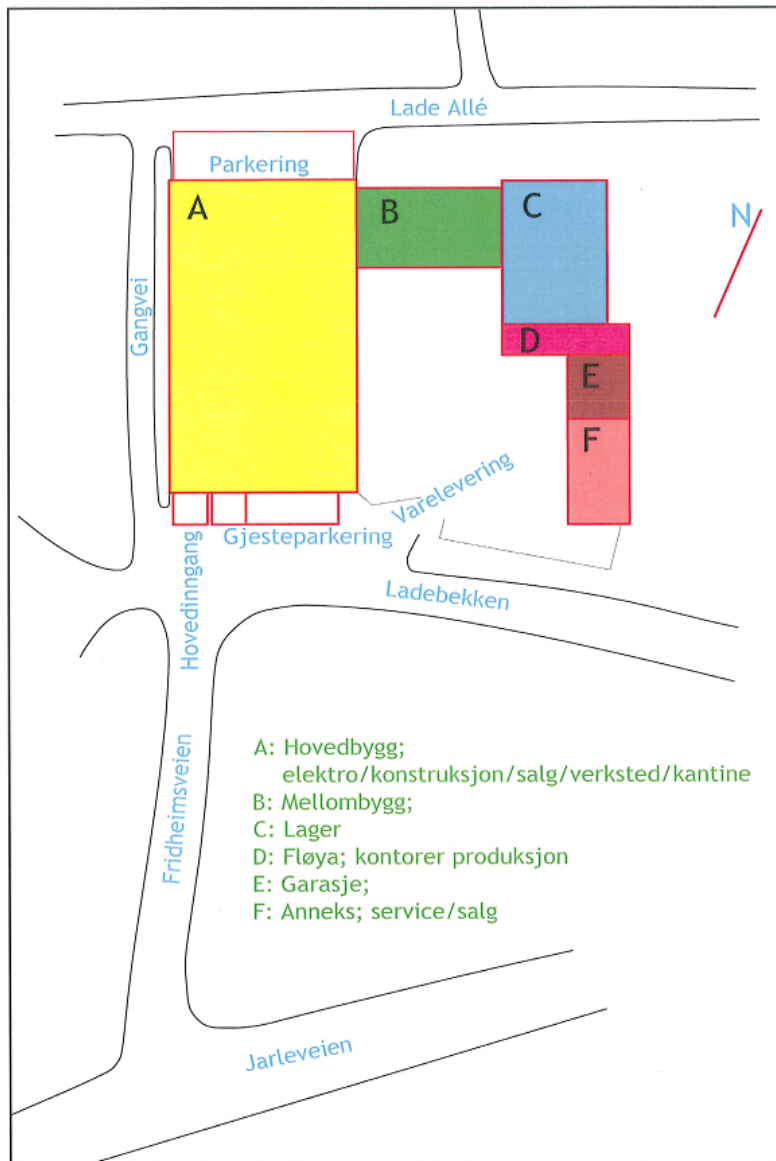 Lade Allé
Parkering
A
B
C
N
Gangvei
D
E
F
Varelevering
Gjesteparkering
Hovedinngang
Ladebekken
Fridheimsveien
A: Hovedbygg;
elektro/konstruksjon/salg/verksted/kantine
B: Mellombygg;
C: Lager
D: Fløya; kontorer produksjon
E: Garasje;
F: Anneks; service/salg
Jarleveien